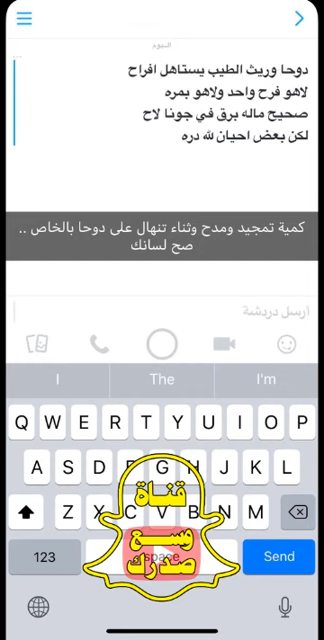 اليوم
دوحا وريث الطيب يستاهل افراح
لاهو فرح واحد ولاهو بمره
صحيح ماله برق في جونا لاح
لكن بعض احيان لله دره
كمية تمجيد ومدح وثناء تنهال على دوحا بالخاص ..
صح لسانك
أرسل دردشة
I The I'm
Q W E R T Y U I O P
A S D F G H J K L
Z X C V B N M
123 space Send
قناة
وسع
صدرك